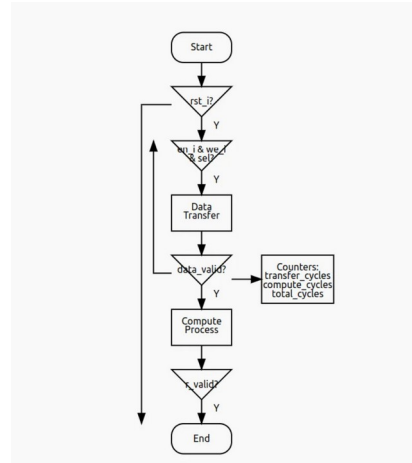 Start
rst_i?
Y
en_i & we_i
& sel?
Y
Data
Transfer
data_valid?
Y
Counters:
transfer_cycles
compute_cycles
total_cycles
Compute
Process
r_valid?
Y
End